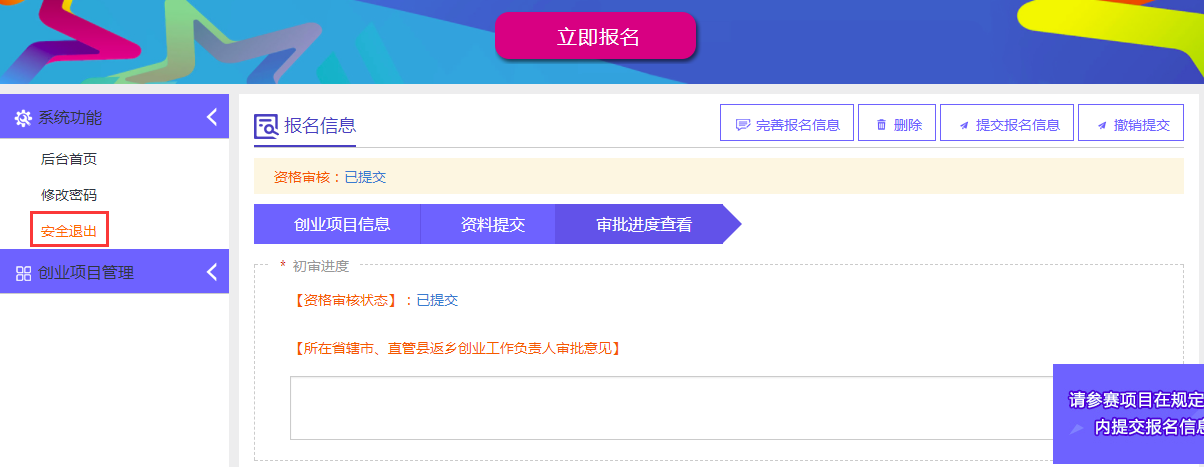 立即报名
系统功能
后台首页
修改密码
安全退出
创业项目管理
报名信息
完善报名信息
删除
提交报名信息
撤销提交
资格审核：已提交
创业项目信息
资料提交
审批进度查看
* 初审进度
【资格审核状态】：已提交
【所在省辖市、直管县返乡创业工作负责人审批意见】
请参赛项目在规定
内提交报名信息